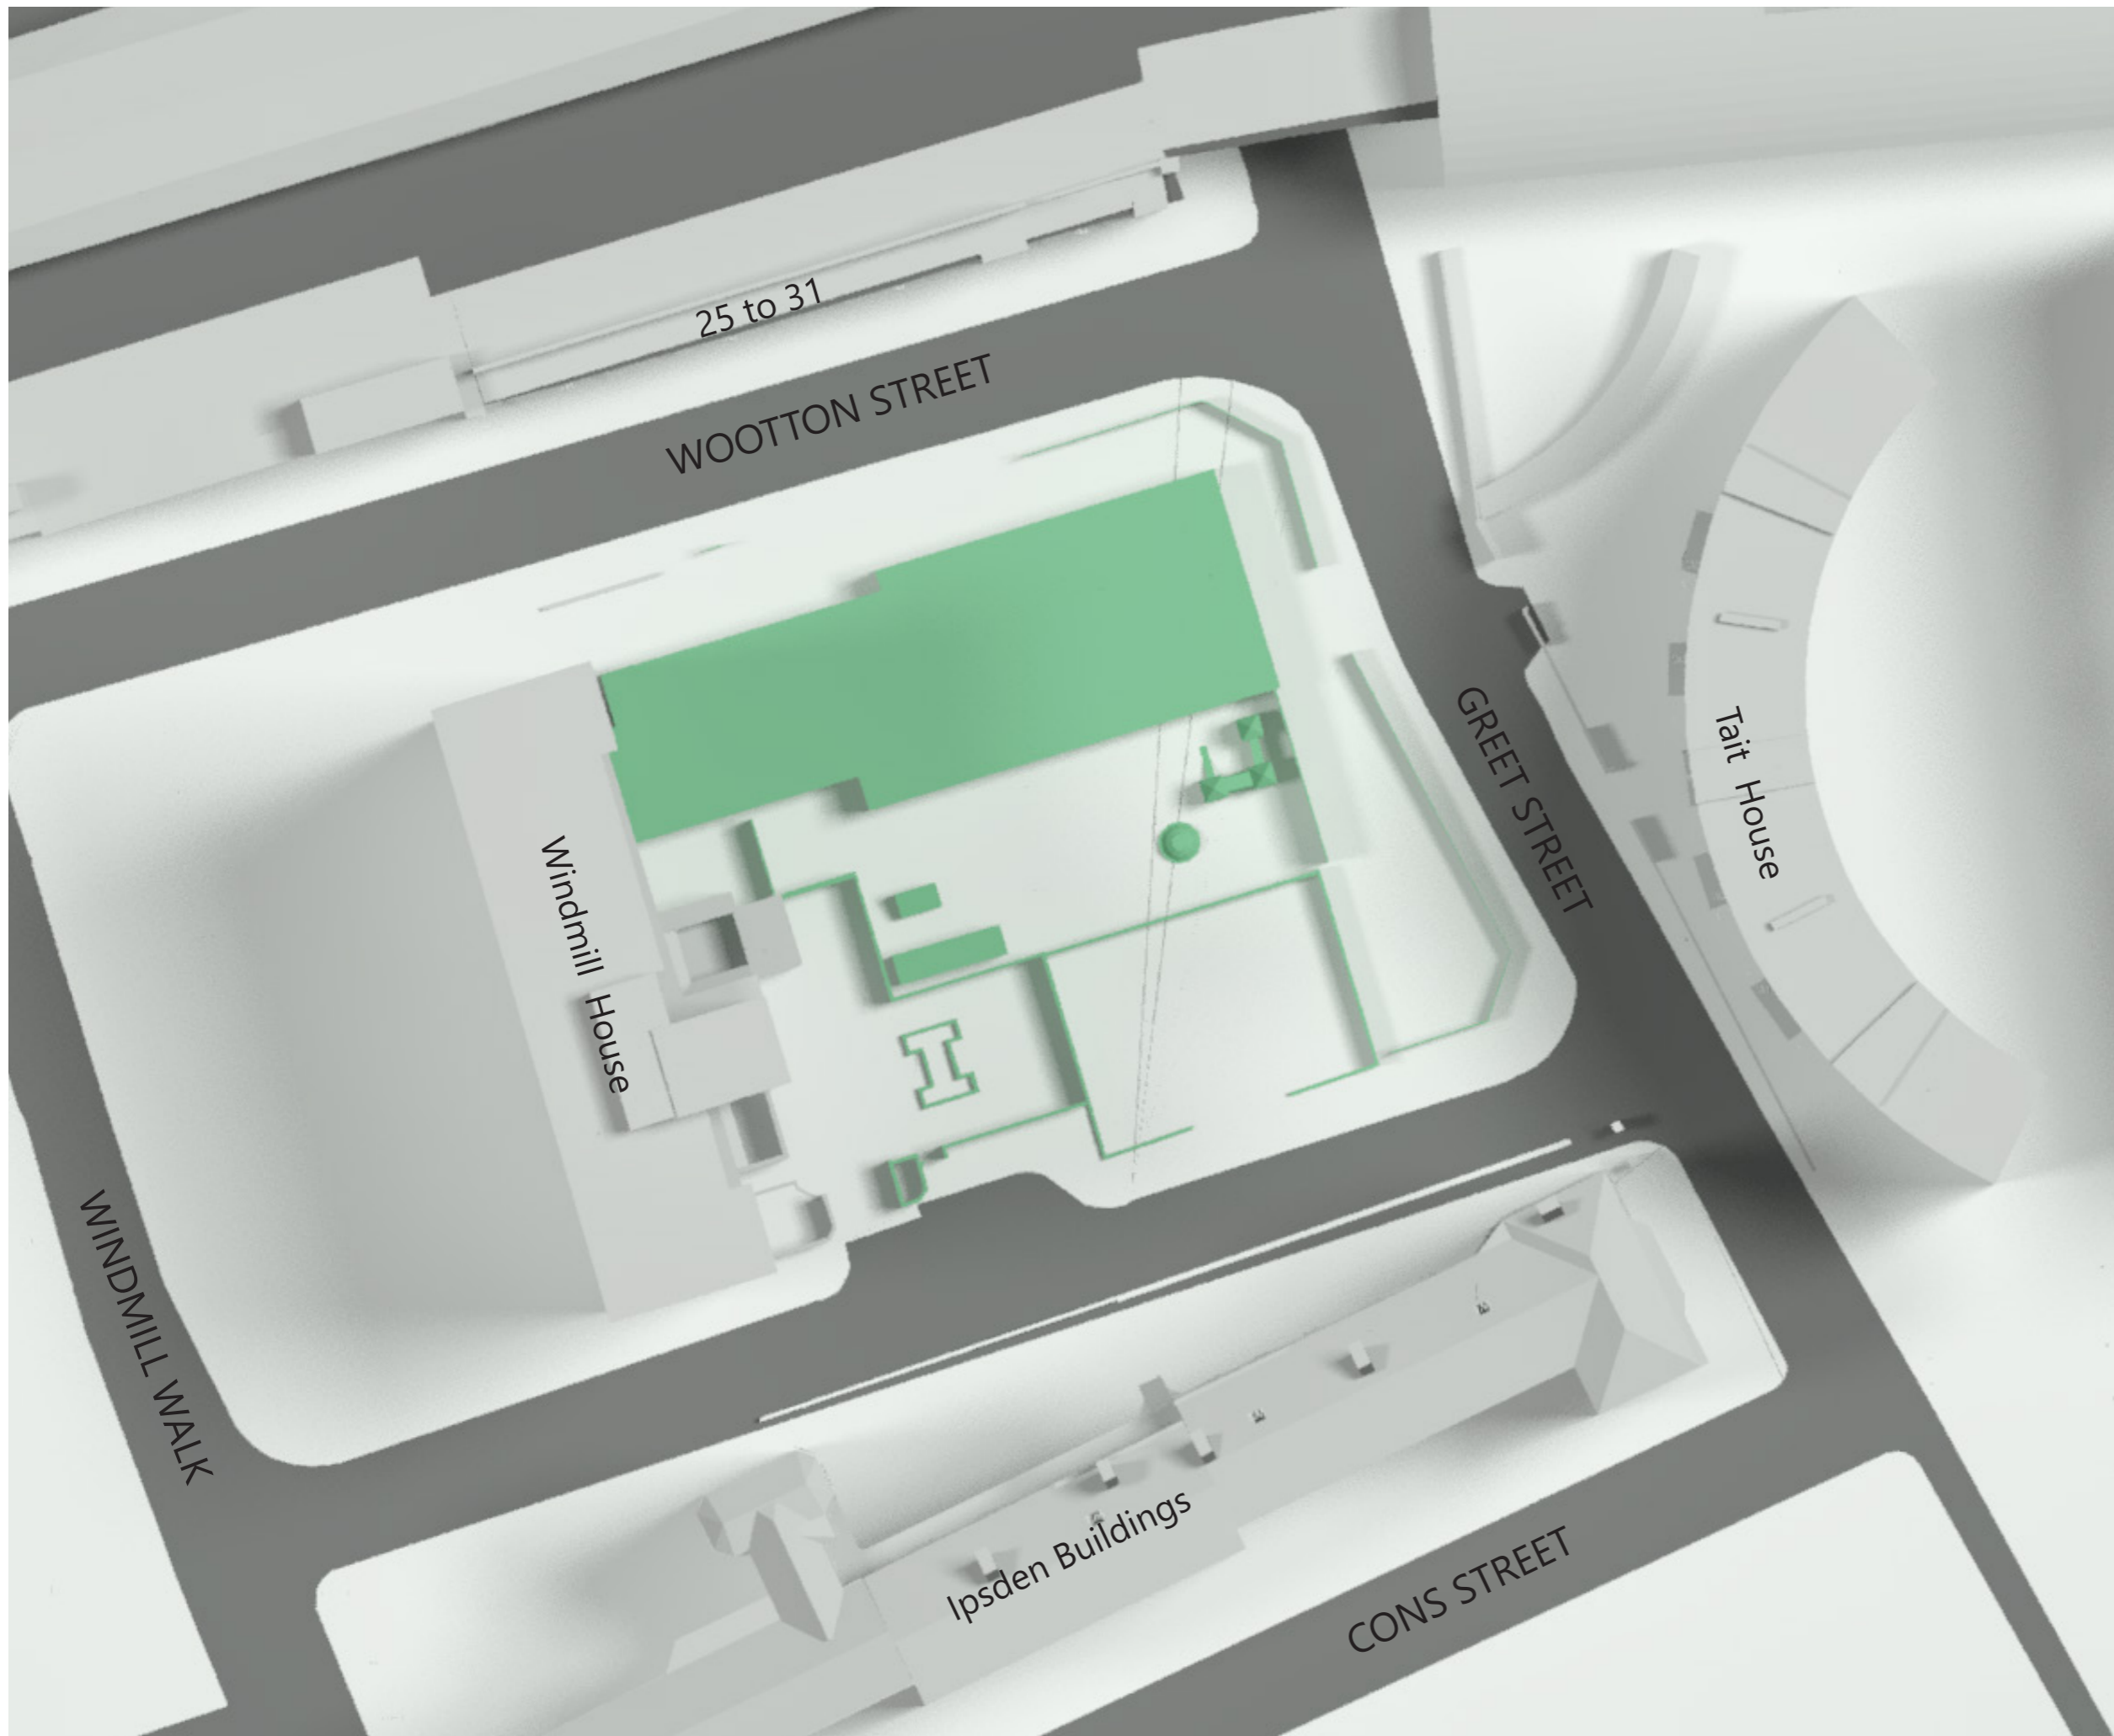 25 to 31
WOOTTON STREET
GREET STREET
Tait House
Windmill House
WINDMILL WALK
Ipsden Buildings
CONS STREET